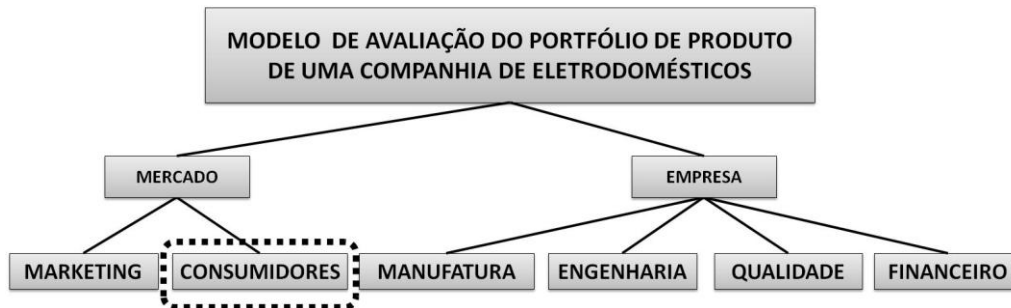 MODELO DE AVALIAÇÃO DO PORTFÓLIO DE PRODUTO
DE UMA COMPANHIA DE ELETRODOMÉSTICOS
MERCADO
EMPRESA
MARKETING
CONSUMIDORES
MANUFATURA
ENGENHARIA
QUALIDADE
FINANCEIRO